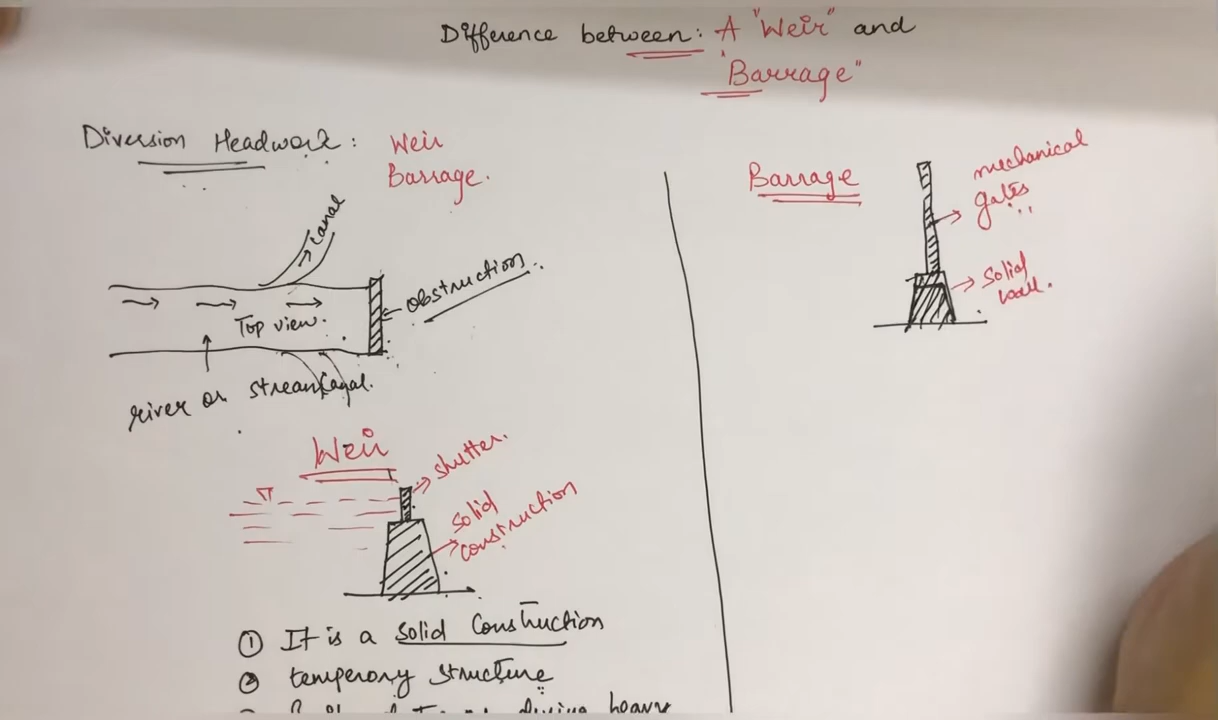 Difference between: A "Weir" and
"Barrage"
Diversion Headwork: Weir
Barrage.
Canal
obstruction.
Top view.
river or stream
Canal.
Weir
shutter.
solid
construction
① It is a solid Construction
② temperory structure
heavy
Barrage
mechanical
gates
solid
wall.